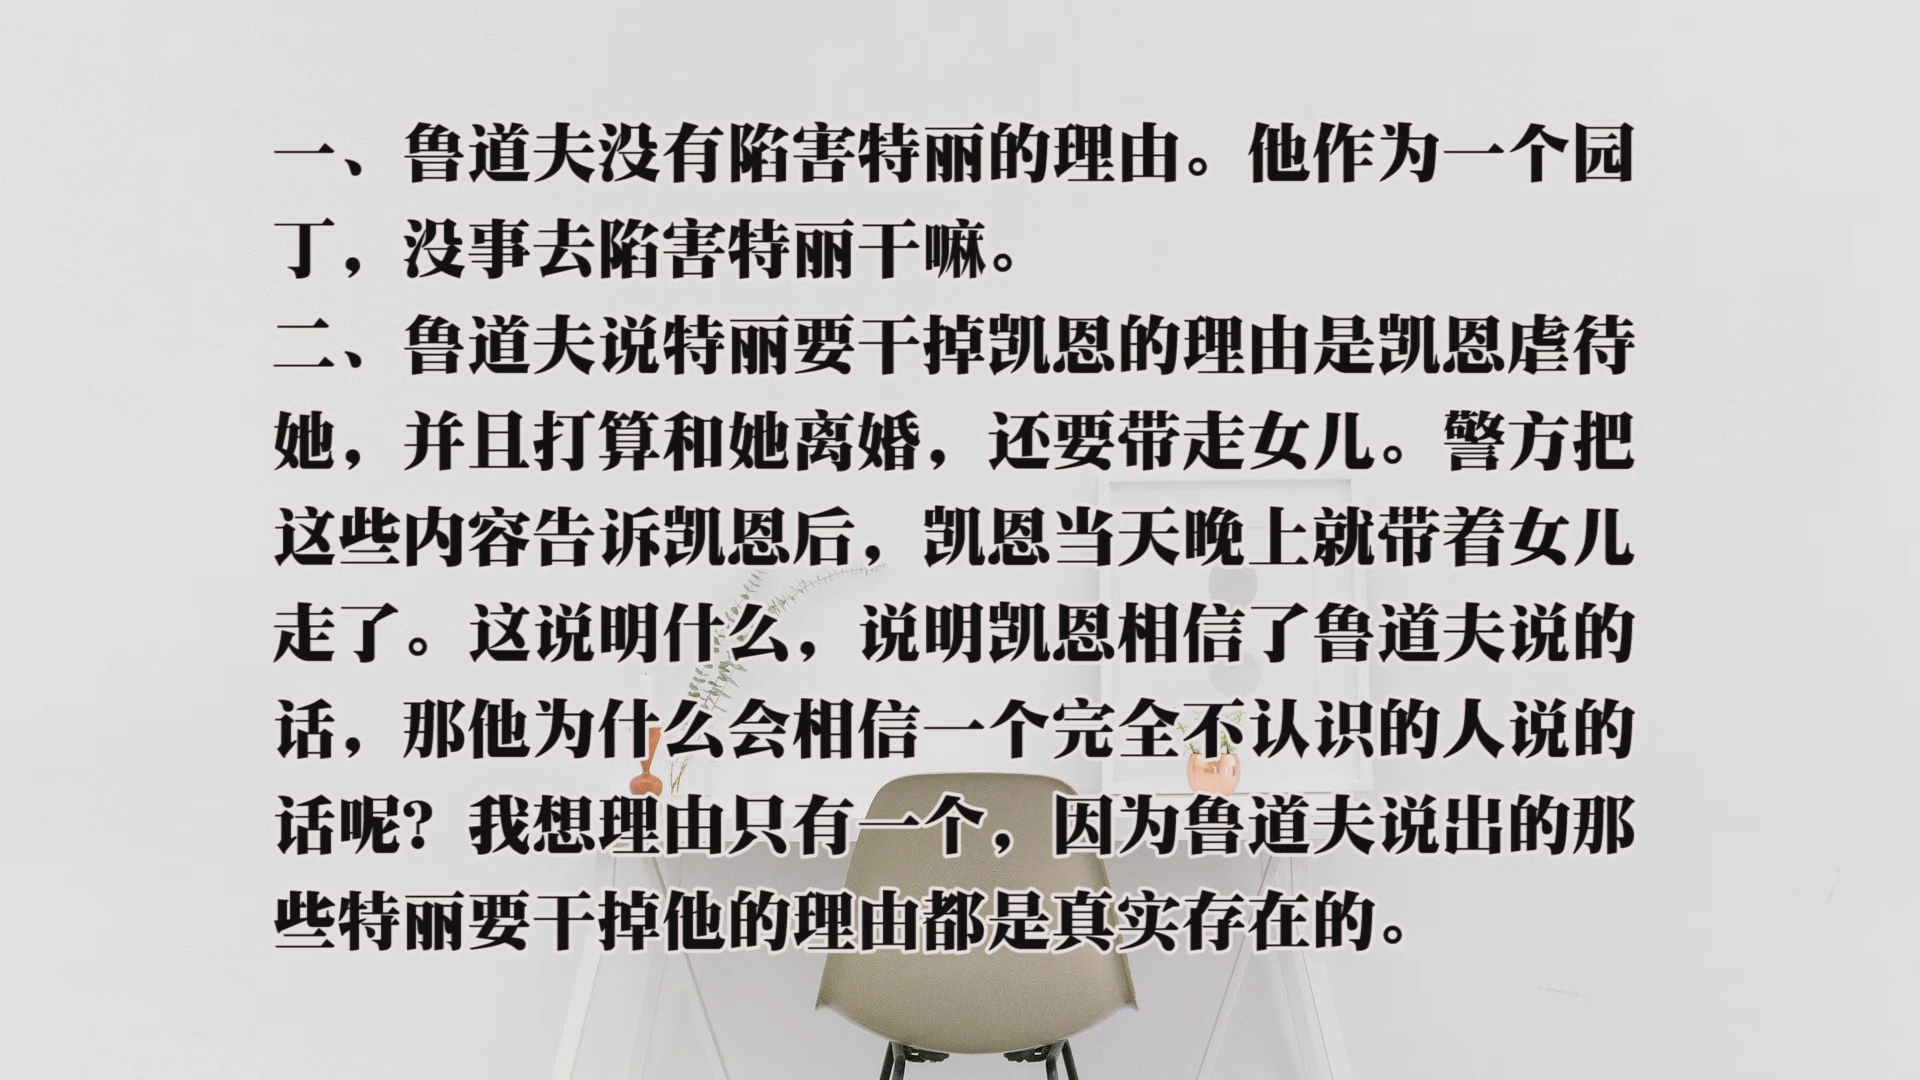 一、鲁道夫没有陷害特丽的理由。他作为一个园
丁，没事去陷害特丽干嘛。
二、鲁道夫说特丽要干掉凯恩的理由是凯恩虐待
她，并且打算和她离婚，还要带走女儿。警方把
这些内容告诉凯恩后，凯恩当天晚上就带着女儿
走了。这说明什么，说明凯恩相信了鲁道夫说的
话，那他为什么会相信一个完全不认识的人说的
话呢？我想理由只有一个，因为鲁道夫说出的那
些特丽要干掉他的理由都是真实存在的。